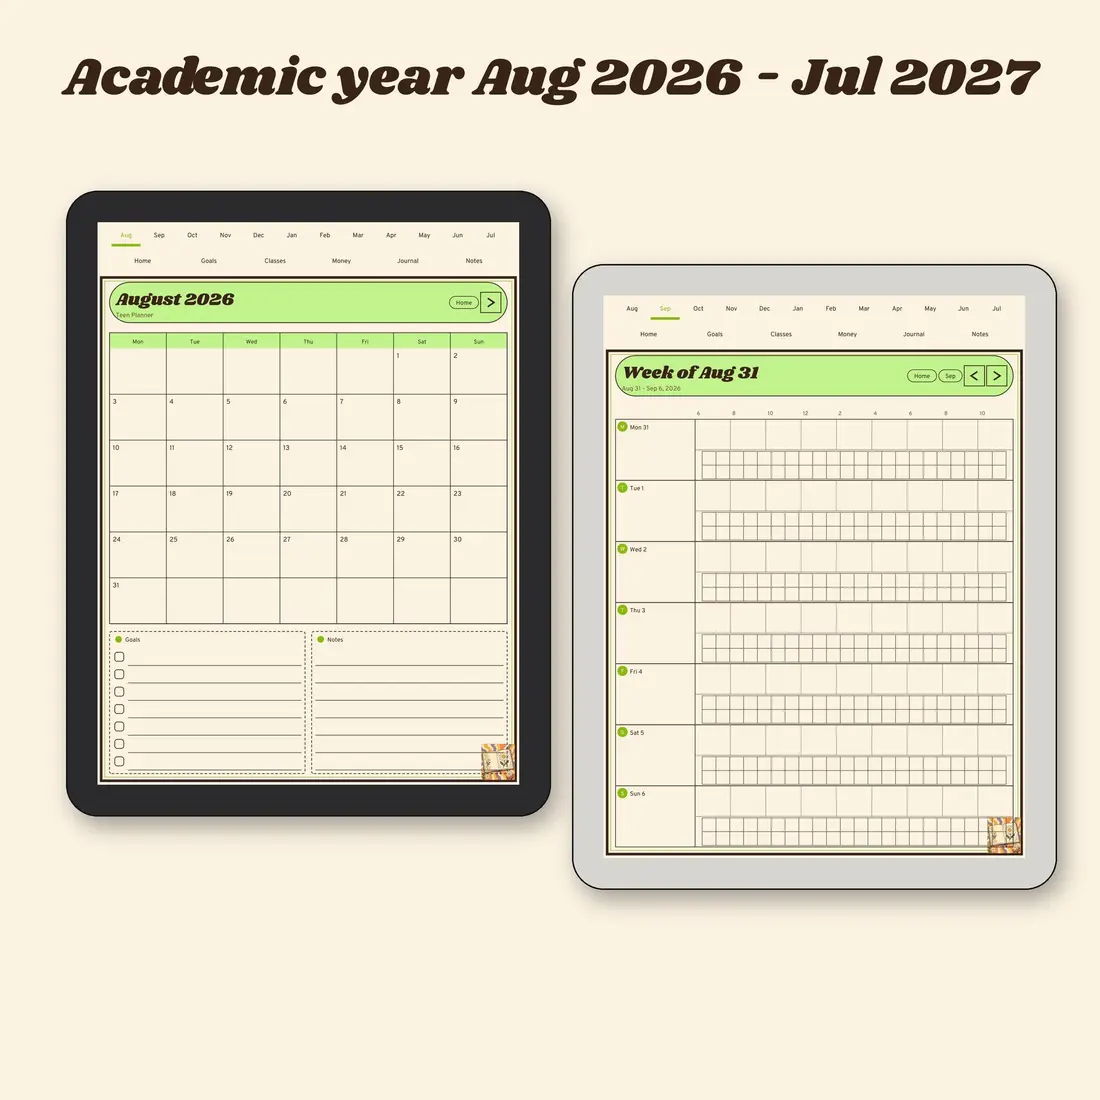 Academic year Aug 2026 - Jul 2027
Aug Sep Oct Nov Dec Jan Feb Mar Apr May Jun Jul
Home Goals Classes Money Journal Notes
August 2026
Teen Planner
Home >
Mon Tue Wed Thu Fri Sat Sun
1 2
3 4 5 6 7 8 9
10 11 12 13 14 15 16
17 18 19 20 21 22 23
24 25 26 27 28 29 30
31
Goals
Notes
Aug Sep Oct Nov Dec Jan Feb Mar Apr May Jun Jul
Home Goals Classes Money Journal Notes
Week of Aug 31
Aug 31 - Sep 6, 2026
Home Sep < >
6 8 10 12 2 4 6 8 10
M Mon 31
T Tue 1
W Wed 2
T Thu 3
F Fri 4
S Sat 5
S Sun 6